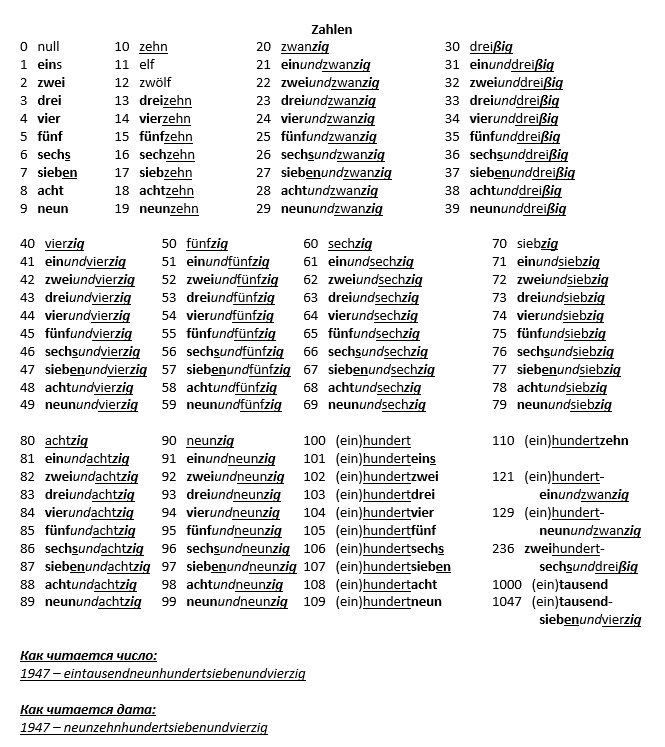 Zahlen
0 null 10 zehn 20 zwanzig 30 dreißig
1 eins 11 elf 21 einundzwanzig 31 einunddreißig
2 zwei 12 zwölf 22 zweiundzwanzig 32 zweiunddreißig
3 drei 13 dreizehn 23 dreiundzwanzig 33 dreiunddreißig
4 vier 14 vierzehn 24 vierundzwanzig 34 vierunddreißig
5 fünf 15 fünfzehn 25 fünfundzwanzig 35 fünfunddreißig
6 sechs 16 sechzehn 26 sechsundzwanzig 36 sechsunddreißig
7 sieben 17 siebzehn 27 siebenundzwanzig 37 siebenunddreißig
8 acht 18 achtzehn 28 achtundzwanzig 38 achtunddreißig
9 neun 19 neunzehn 29 neunundzwanzig 39 neununddreißig
40 vierzig 50 fünfzig 60 sechzig 70 siebzig
41 einundvierzig 51 einundfünfzig 61 einundsechzig 71 einundsiebzig
42 zweiundvierzig 52 zweiundfünfzig 62 zweiundsechzig 72 zweiundsiebzig
43 dreiundvierzig 53 dreiundfünfzig 63 dreiundsechzig 73 dreiundsiebzig
44 vierundvierzig 54 vierundfünfzig 64 vierundsechzig 74 vierundsiebzig
45 fünfundvierzig 55 fünfundfünfzig 65 fünfundsechzig 75 fünfundsiebzig
46 sechsundvierzig 56 sechsundfünfzig 66 sechsundsechzig 76 sechsundsiebzig
47 siebenundvierzig 57 siebenundfünfzig 67 siebenundsechzig 77 siebenundsiebzig
48 achtundvierzig 58 achtundfünfzig 68 achtundsechzig 78 achtundsiebzig
49 neunundvierzig 59 neunundfünfzig 69 neunundsechzig 79 neunundsiebzig
80 achtzig 90 neunzig 100 (ein)hundert 110 (ein)hundertzehn
81 einundachtzig 91 einundneunzig 101 (ein)hunderteins
82 zweiundachtzig 92 zweiundneunzig 102 (ein)hundertzwei 121 (ein)hundert-
83 dreiundachtzig 93 dreiundneunzig 103 (ein)hundertdrei einundzwanzig
84 vierundachtzig 94 vierundneunzig 104 (ein)hundertvier 129 (ein)hundert-
85 fünfundachtzig 95 fünfundneunzig 105 (ein)hundertfünf neunundzwanzig
86 sechsundachtzig 96 sechsundneunzig 106 (ein)hundertsechs 236 zweihundert-
87 siebenundachtzig 97 siebenundneunzig 107 (ein)hundertsieben sechsunddreißig
88 achtundachtzig 98 achtundneunzig 108 (ein)hundertacht 1000 (ein)tausend
89 neunundachtzig 99 neunundneunzig 109 (ein)hundertneun 1047 (ein)tausend-
siebenundvierzig
Как читается число:
1947 – eintausendneunhundertsiebenundvierzig
Как читается дата:
1947 – neunzehnhundertsiebenundvierzig